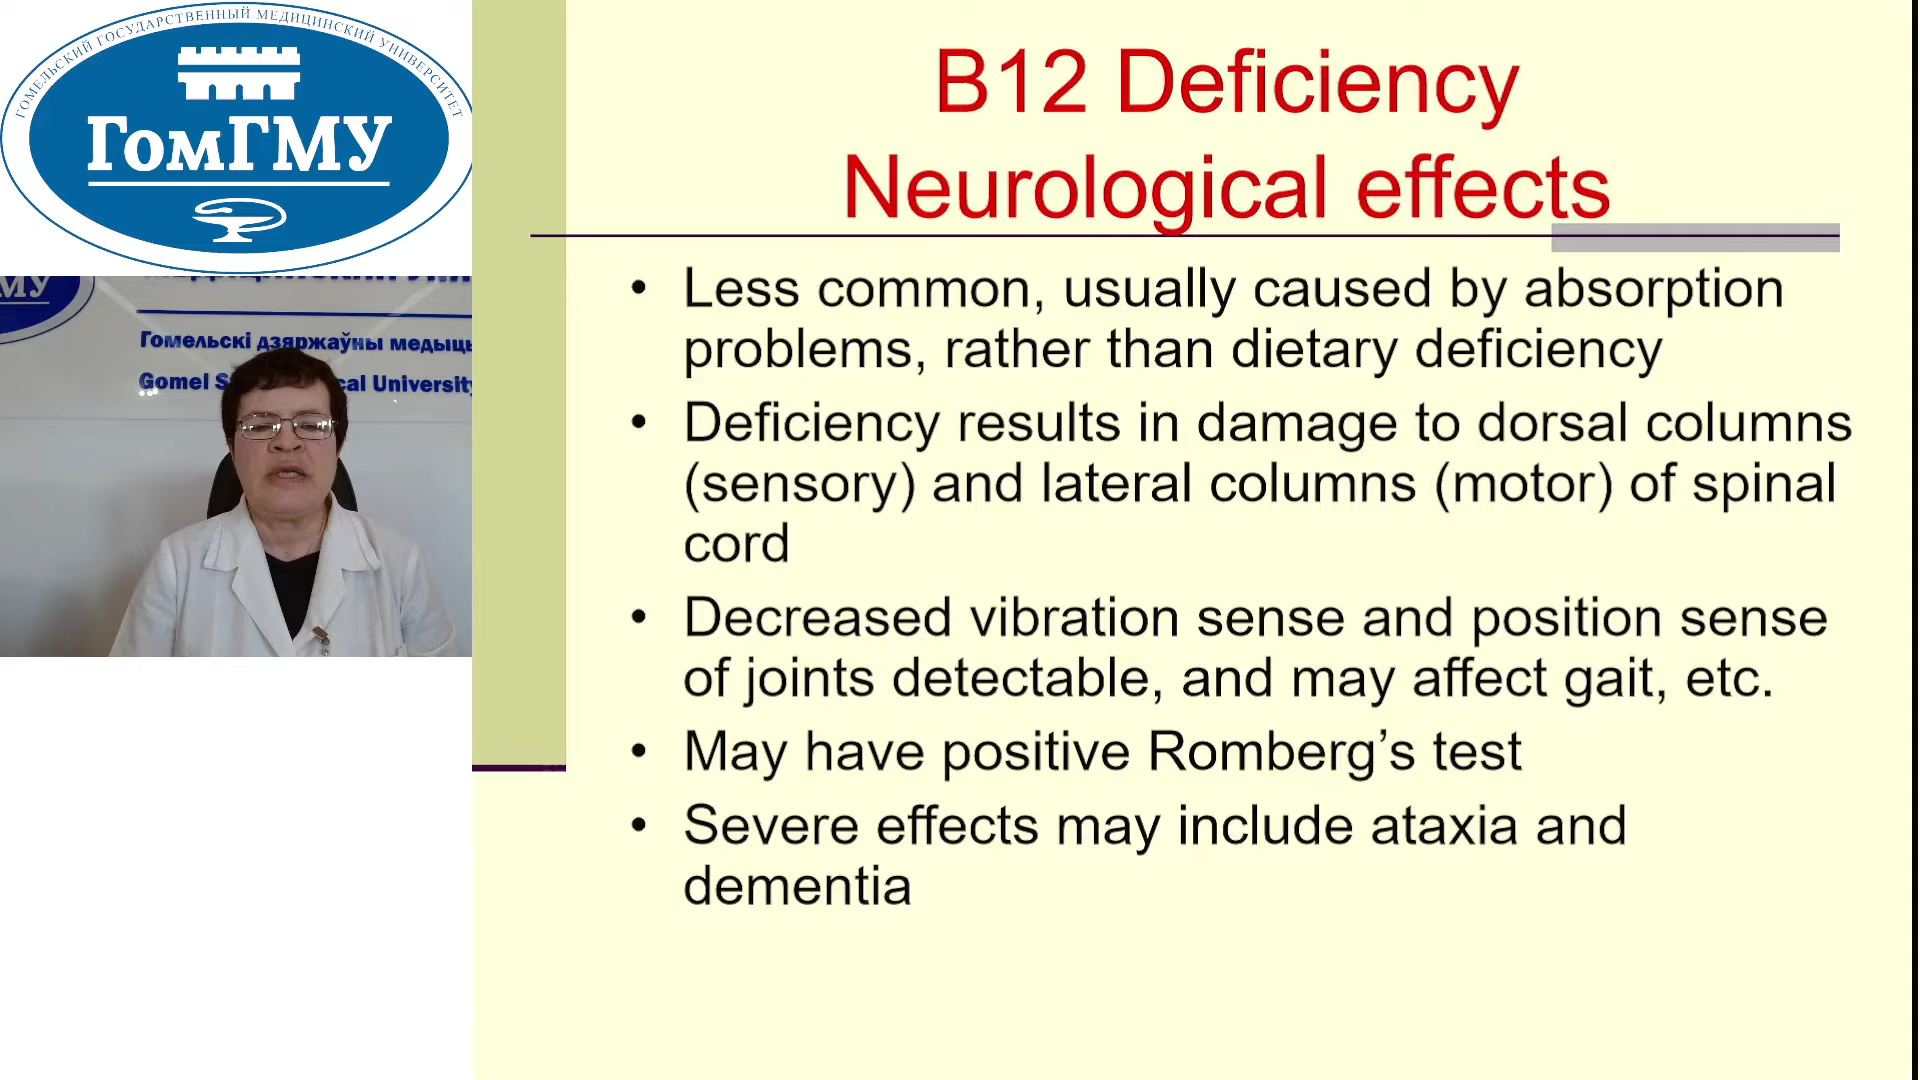 ГОМЕЛЬСКИЙ ГОСУДАРСТВЕННЫЙ МЕДИЦИНСКИЙ УНИВЕРСИТЕТ
ГомГМУ
МУ
Гомельскі дзяржаўны медыц
Gomel S cal University
B12 Deficiency
Neurological effects
• Less common, usually caused by absorption
problems, rather than dietary deficiency
• Deficiency results in damage to dorsal columns
(sensory) and lateral columns (motor) of spinal
cord
• Decreased vibration sense and position sense
of joints detectable, and may affect gait, etc.
• May have positive Romberg’s test
• Severe effects may include ataxia and
dementia